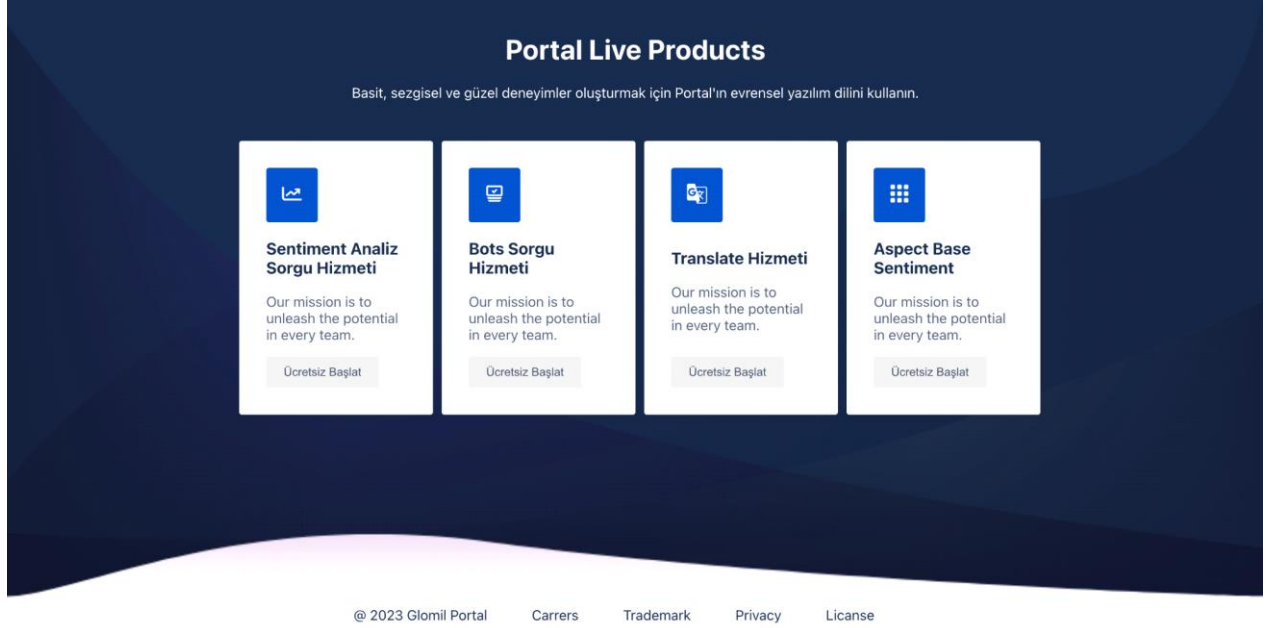 Portal Live Products
Basit, sezgisel ve güzel deneyimler oluşturmak için Portal'ın evrensel yazılım dilini kullanın.
Sentiment Analiz
Sorgu Hizmeti
Our mission is to
unleash the potential
in every team.
Ücretsiz Başlat
Bots Sorgu
Hizmeti
Our mission is to
unleash the potential
in every team.
Ücretsiz Başlat
Translate Hizmeti
Our mission is to
unleash the potential
in every team.
Ücretsiz Başlat
Aspect Base
Sentiment
Our mission is to
unleash the potential
in every team.
Ücretsiz Başlat
@ 2023 Glomil Portal Carrers Trademark Privacy Licanse